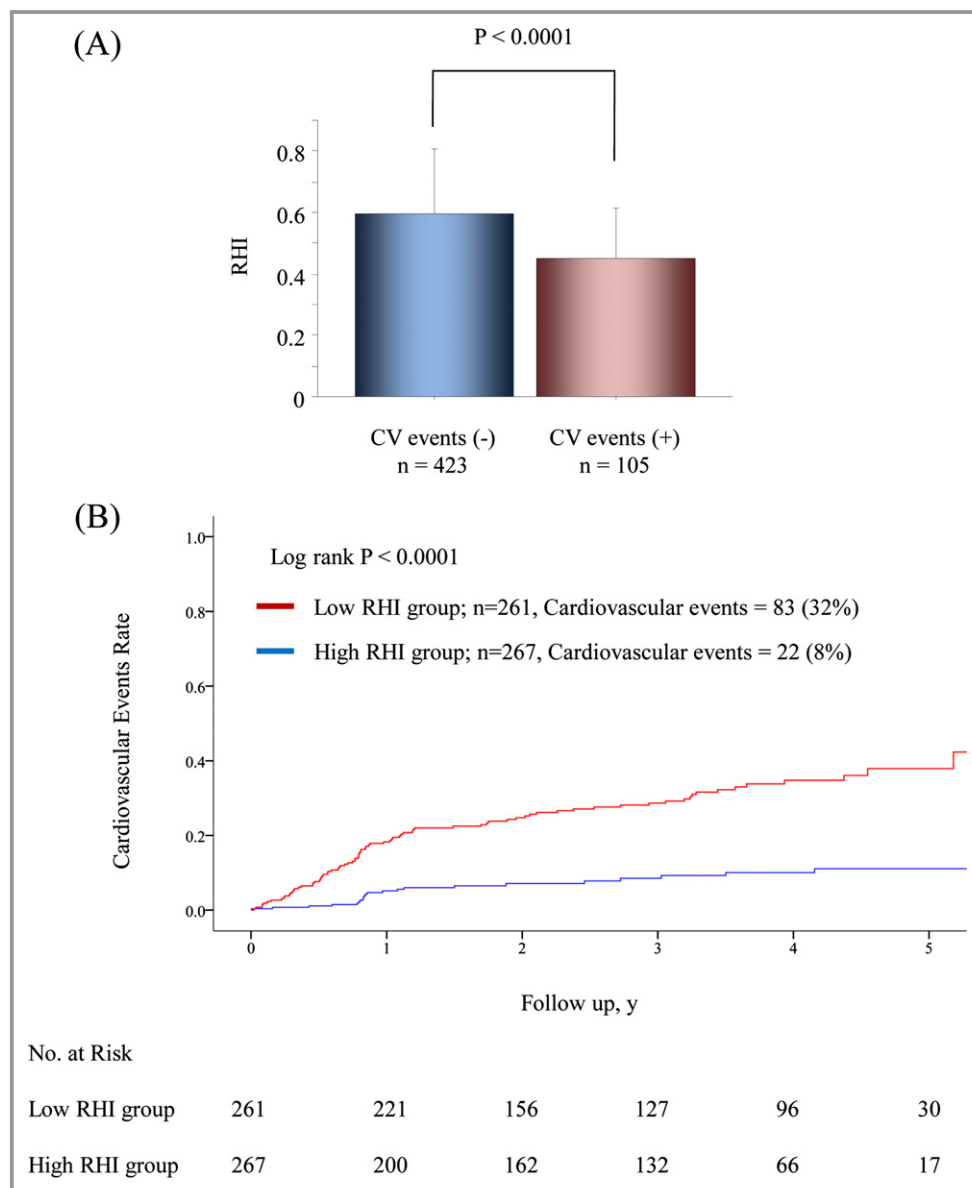 (A)
P < 0.0001
0.8
0.6
0.4
0.2
0
RHI
CV events (-)
n = 423
CV events (+)
n = 105
(B)
1.0
0.8
0.6
0.4
0.2
0.0
Cardiovascular Events Rate
Log rank P < 0.0001
Low RHI group; n=261, Cardiovascular events = 83 (32%)
High RHI group; n=267, Cardiovascular events = 22 (8%)
0 1 2 3 4 5
Follow up, y
No. at Risk
Low RHI group 261 221 156 127 96 30
High RHI group 267 200 162 132 66 17